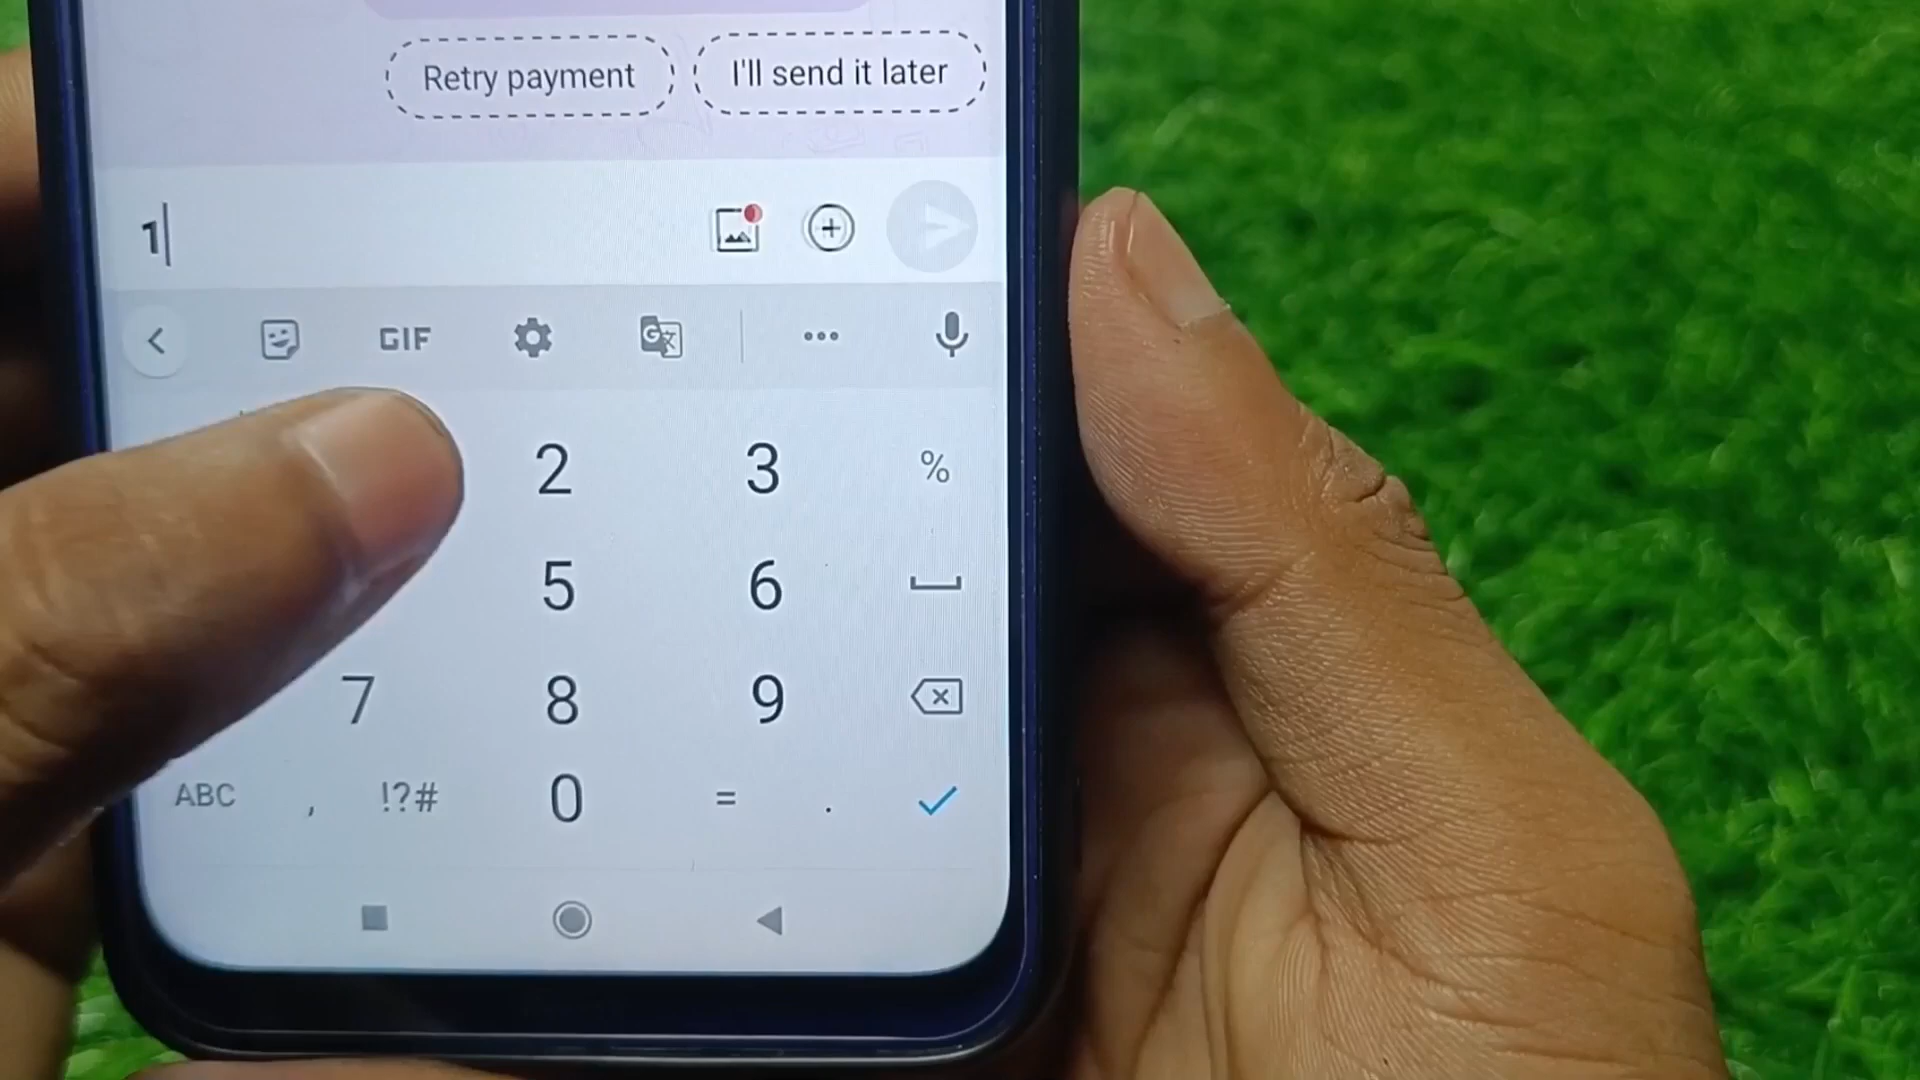 Retry payment
I'll send it later
1
GIF
G
2 3 %
5 6
7 8 9
ABC , !?# 0 = .